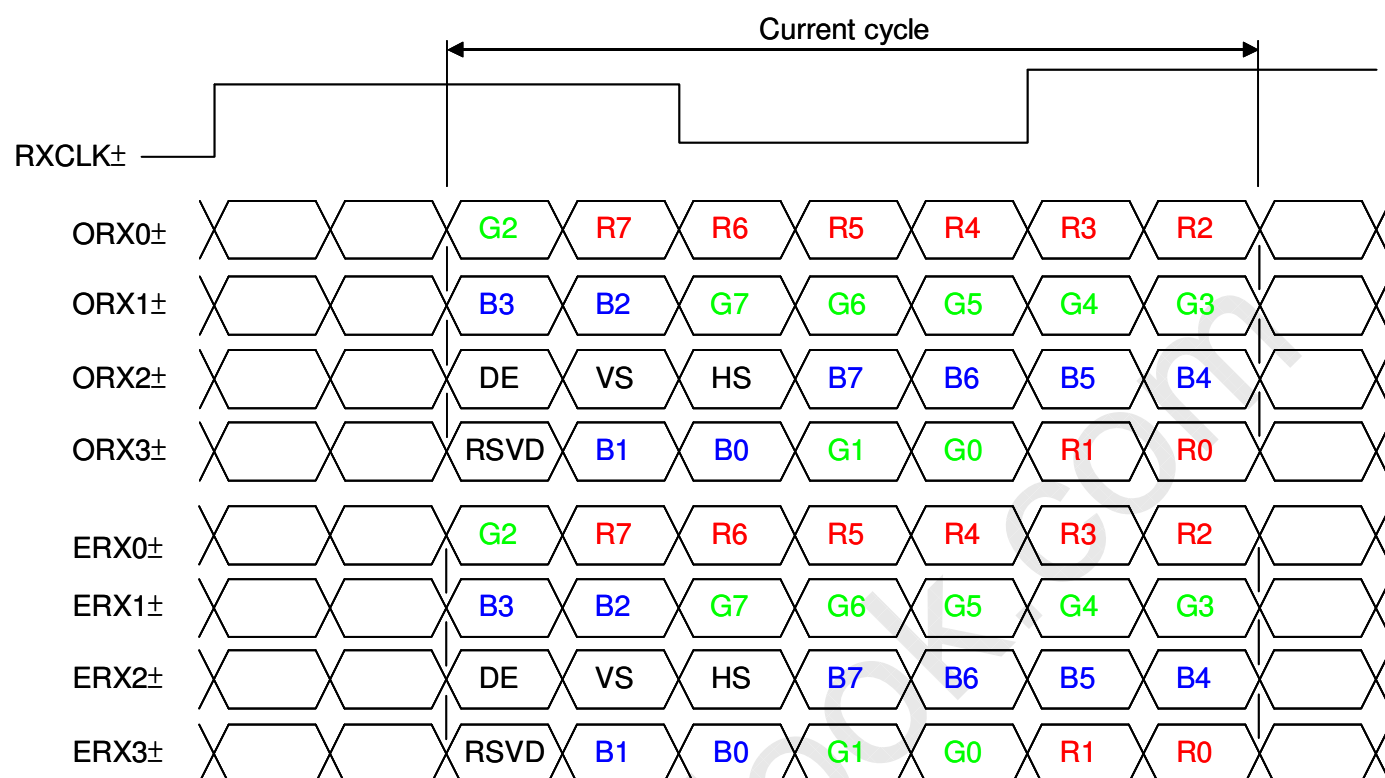 Current cycle
RXCLK±
ORX0± G2 R7 R6 R5 R4 R3 R2
ORX1± B3 B2 G7 G6 G5 G4 G3
ORX2± DE VS HS B7 B6 B5 B4
ORX3± RSVD B1 B0 G1 G0 R1 R0
ERX0± G2 R7 R6 R5 R4 R3 R2
ERX1± B3 B2 G7 G6 G5 G4 G3
ERX2± DE VS HS B7 B6 B5 B4
ERX3± RSVD B1 B0 G1 G0 R1 R0
ook.com